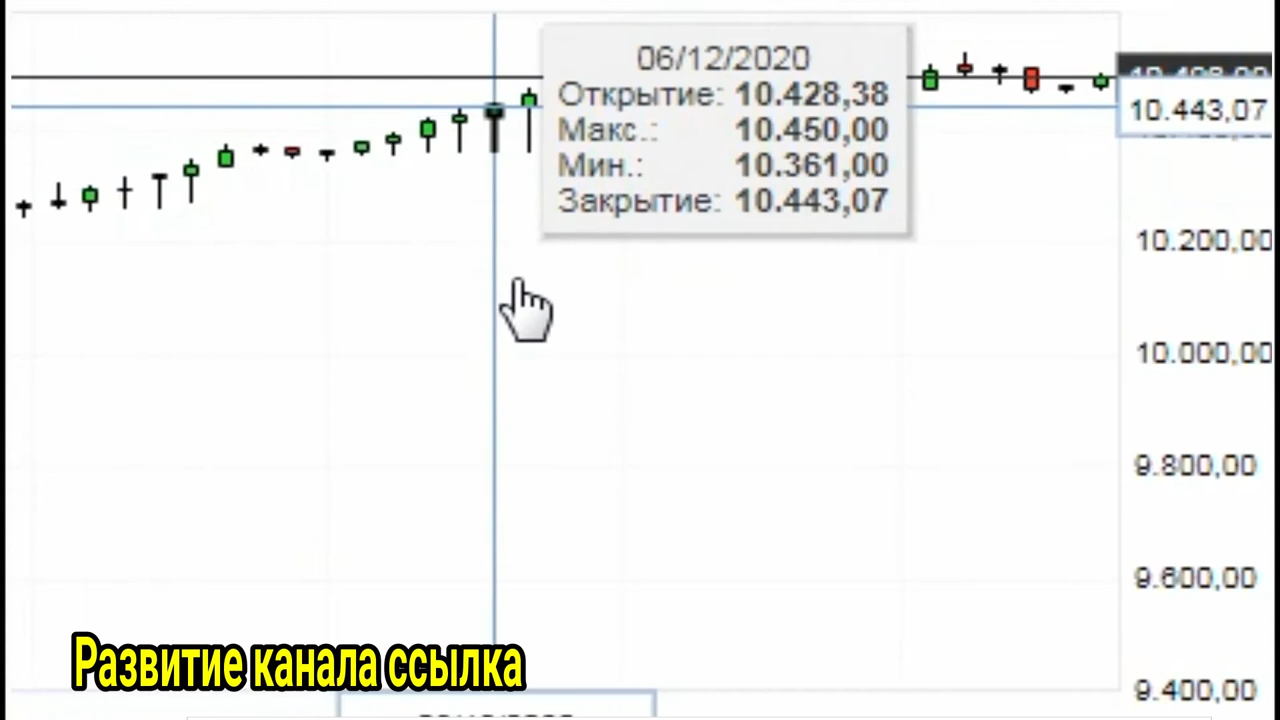 06/12/2020
Открытие: 10.428,38
Макс.: 10.450,00
Мин.: 10.361,00
Закрытие: 10.443,07
10.443,07
10.200,00
10.000,00
9.800,00
9.600,00
9.400,00
Развитие канала ссылка